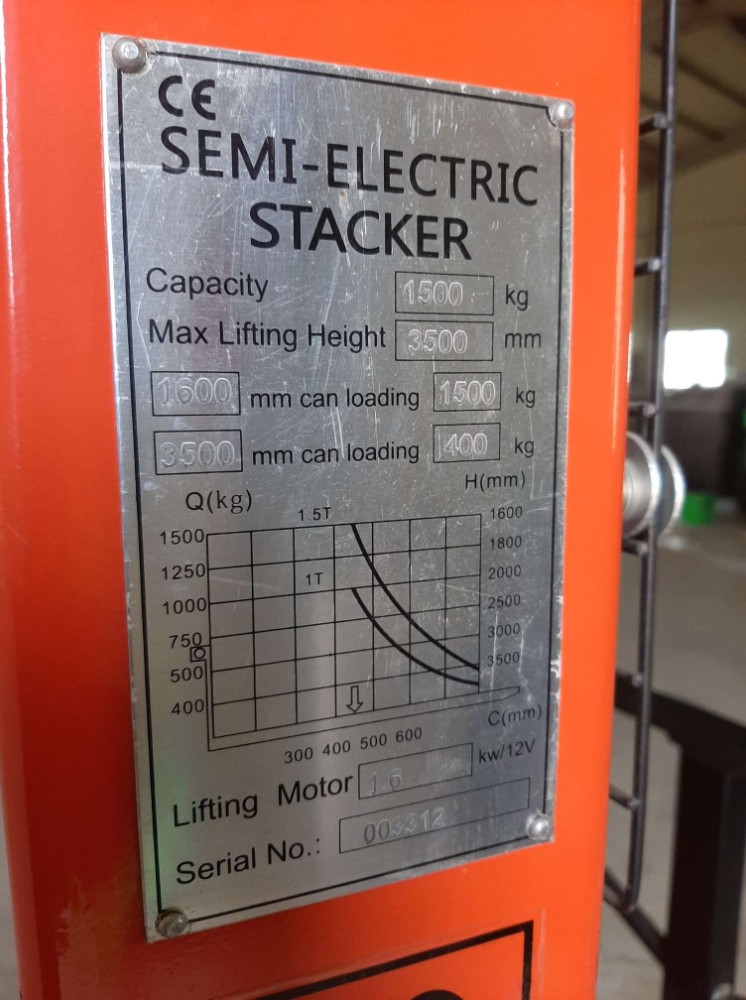 CE
SEMI-ELECTRIC
STACKER
Capacity 1500 kg
Max Lifting Height 3500 mm
1600 mm can loading 1500 kg
3500 mm can loading 400 kg
Q(kg) H(mm)
1.5T 1600
1500
1800
1250 1T 2000
1000 2500
750 3000
500 3500
400
C(mm)
300 400 500 600
Lifting Motor 1.6 kw/12V
Serial No.: 003312